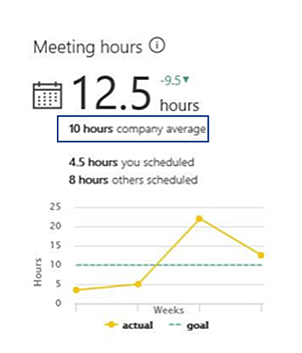 Meeting hours
-9.5▼
12.5 hours
10 hours company average
4.5 hours you scheduled
8 hours others scheduled
25
20
15
10
5
0
Hours
Weeks
actual goal